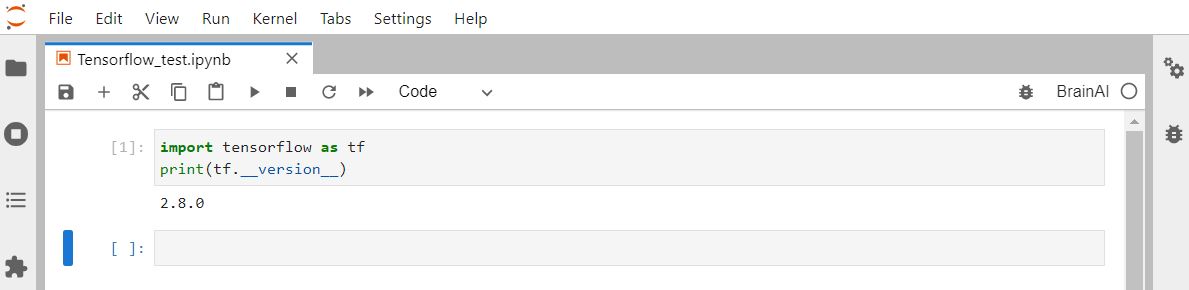 File Edit View Run Kernel Tabs Settings Help
Tensorflow_test.ipynb
Code BrainAI
[1]: import tensorflow as tf
print(tf.__version__)
2.8.0
[ ]: